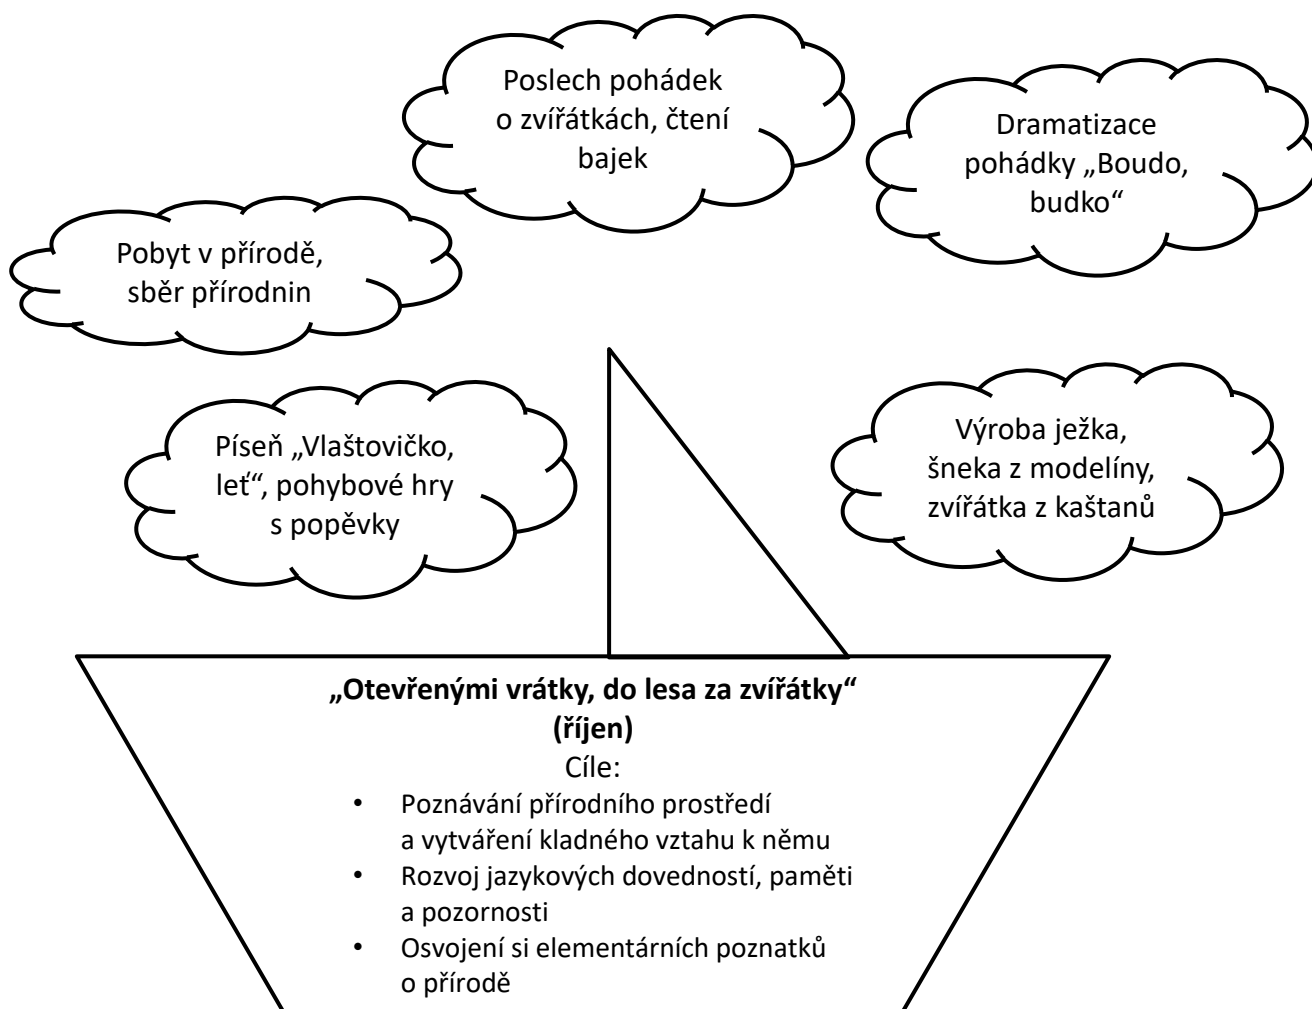 Poslech pohádek
o zvířátkách, čtení
bajek
Dramatizace
pohádky „Boudo,
budko“
Pobyt v přírodě,
sběr přírodnin
Píseň „Vlaštovičko,
leť“, pohybové hry
s popěvky
Výroba ježka,
šneka z modelíny,
zvířátka z kaštanů
„Otevřenými vrátky, do lesa za zvířátky“
(říjen)
Cíle:
• Poznávání přírodního prostředí
a vytváření kladného vztahu k němu
• Rozvoj jazykových dovedností, paměti
a pozornosti
• Osvojení si elementárních poznatků
o přírodě